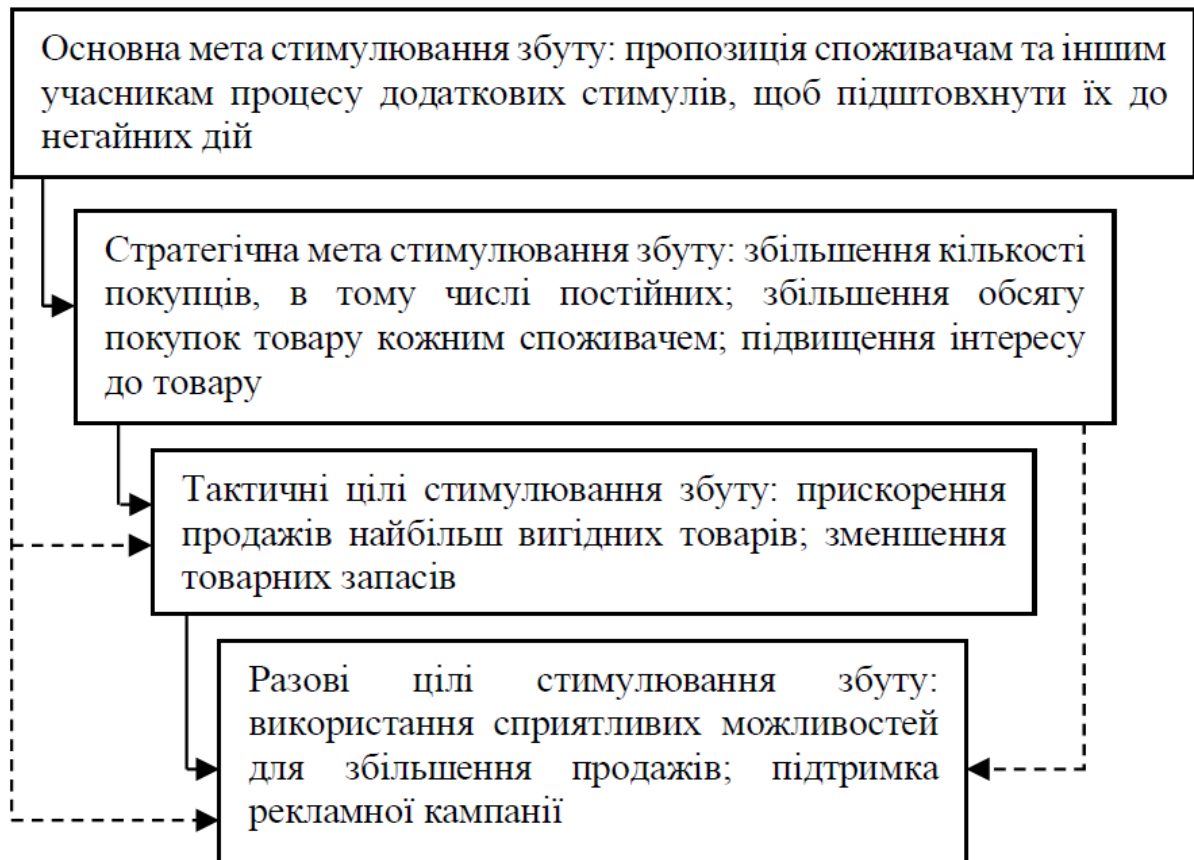 Основна мета стимулювання збуту: пропозиція споживачам та іншим
учасникам процесу додаткових стимулів, щоб підштовхнути їх до
негайних дій
Стратегічна мета стимулювання збуту: збільшення кількості
покупців, в тому числі постійних; збільшення обсягу
покупок товару кожним споживачем; підвищення інтересу
до товару
Тактичні цілі стимулювання збуту: прискорення
продажів найбільш вигідних товарів; зменшення
товарних запасів
Разові цілі стимулювання збуту:
використання сприятливих можливостей
для збільшення продажів; підтримка
рекламної кампанії